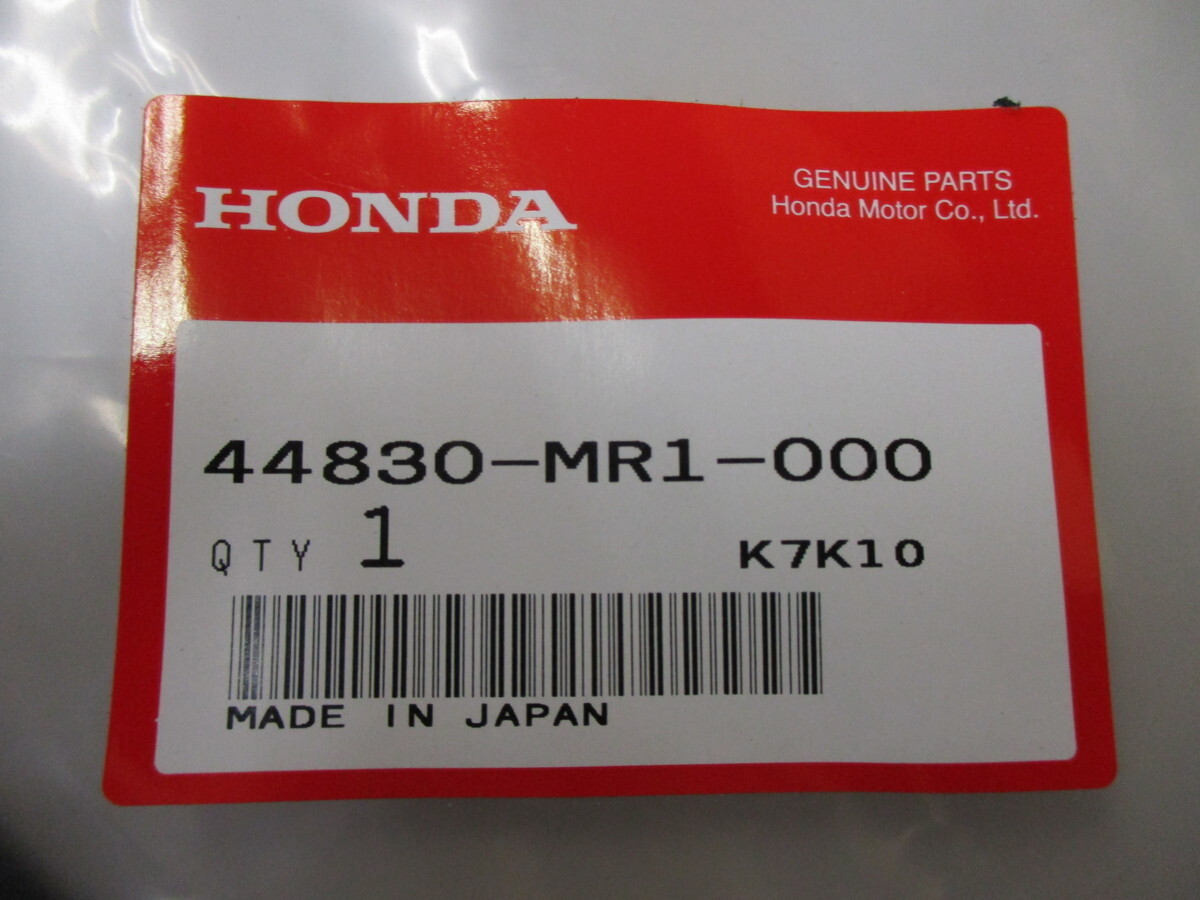 HONDA
GENUINE PARTS
Honda Motor Co., Ltd.
44830-MR1-000
QTY 1 K7K10
MADE IN JAPAN